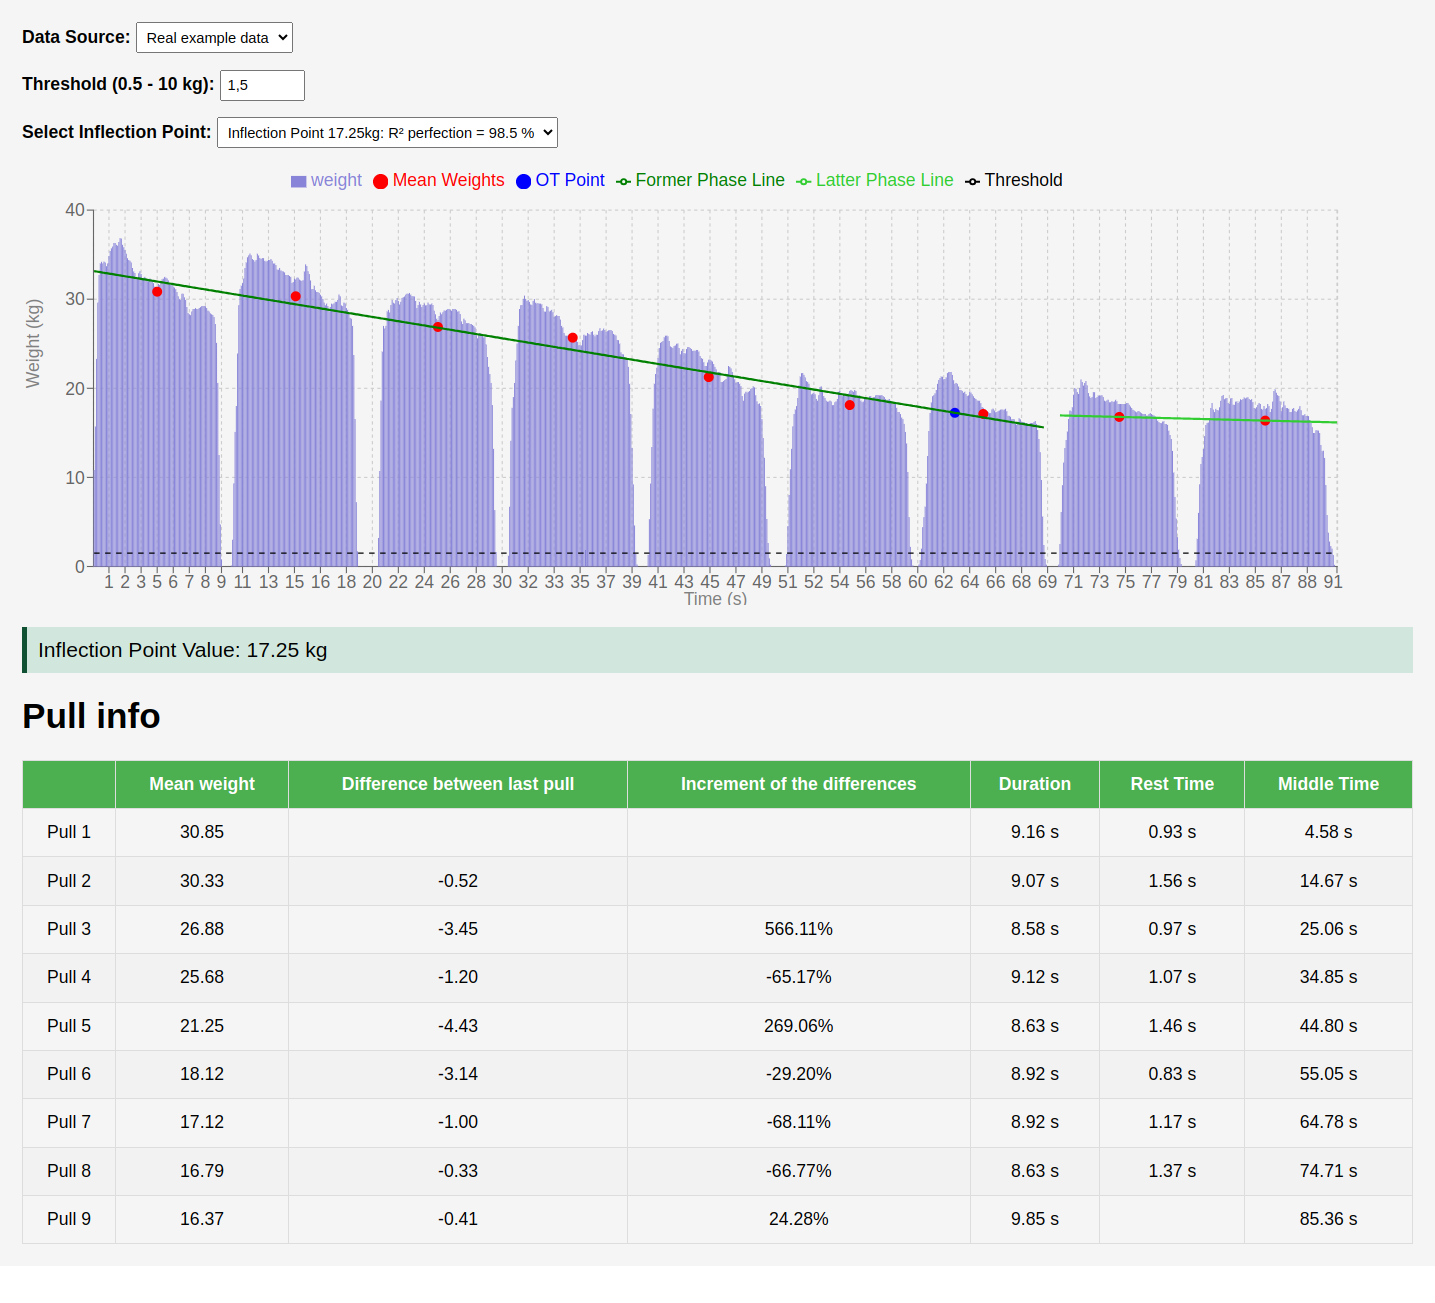 Data Source: Real example data
Threshold (0.5 - 10 kg): 1,5
Select Inflection Point: Inflection Point 17.25kg: R² perfection = 98.5 %
weight Mean Weights OT Point Former Phase Line Latter Phase Line Threshold
40
30
20
10
0
Weight (kg)
1 2 3 4 5 6 7 8 9 11 13 15 16 18 20 22 24 26 28 30 32 33 35 37 39 41 43 45 47 49 51 52 54 56 58 60 62 64 66 68 69 71 73 75 77 79 81 83 85 87 88 91
Time (s)
Inflection Point Value: 17.25 kg
Pull info
Mean weight Difference between last pull Increment of the differences Duration Rest Time Middle Time
Pull 1 30.85 9.16 s 0.93 s 4.58 s
Pull 2 30.33 -0.52 9.07 s 1.56 s 14.67 s
Pull 3 26.88 -3.45 566.11% 8.58 s 0.97 s 25.06 s
Pull 4 25.68 -1.20 -65.17% 9.12 s 1.07 s 34.85 s
Pull 5 21.25 -4.43 269.06% 8.63 s 1.46 s 44.80 s
Pull 6 18.12 -3.14 -29.20% 8.92 s 0.83 s 55.05 s
Pull 7 17.12 -1.00 -68.11% 8.92 s 1.17 s 64.78 s
Pull 8 16.79 -0.33 -66.77% 8.63 s 1.37 s 74.71 s
Pull 9 16.37 -0.41 24.28% 9.85 s 85.36 s